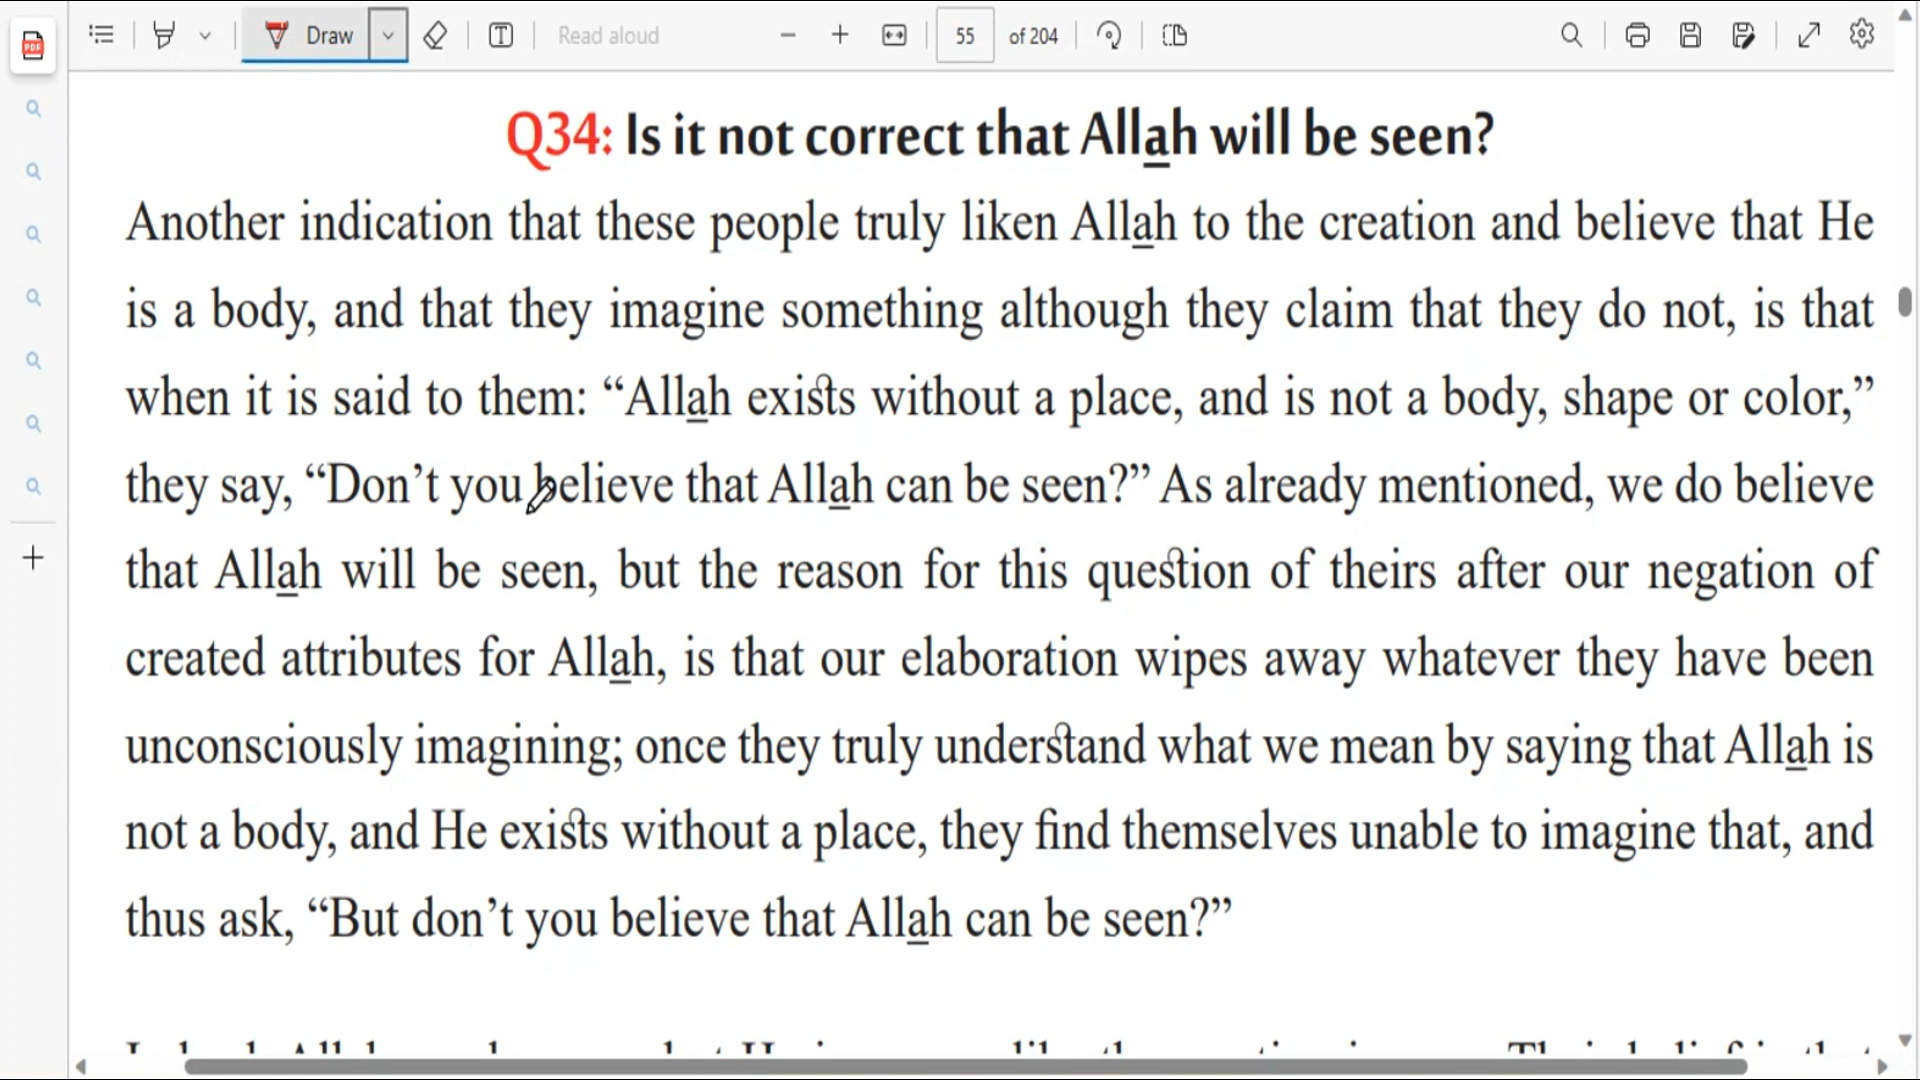 Draw
Read aloud
55
of 204
PDF
Q34: Is it not correct that Allah will be seen?
Another indication that these people truly liken Allah to the creation and believe that He
is a body, and that they imagine something although they claim that they do not, is that
when it is said to them: “Allah exists without a place, and is not a body, shape or color,”
they say, “Don’t you believe that Allah can be seen?” As already mentioned, we do believe
that Allah will be seen, but the reason for this question of theirs after our negation of
created attributes for Allah, is that our elaboration wipes away whatever they have been
unconsciously imagining; once they truly understand what we mean by saying that Allah is
not a body, and He exists without a place, they find themselves unable to imagine that, and
thus ask, “But don’t you believe that Allah can be seen?”